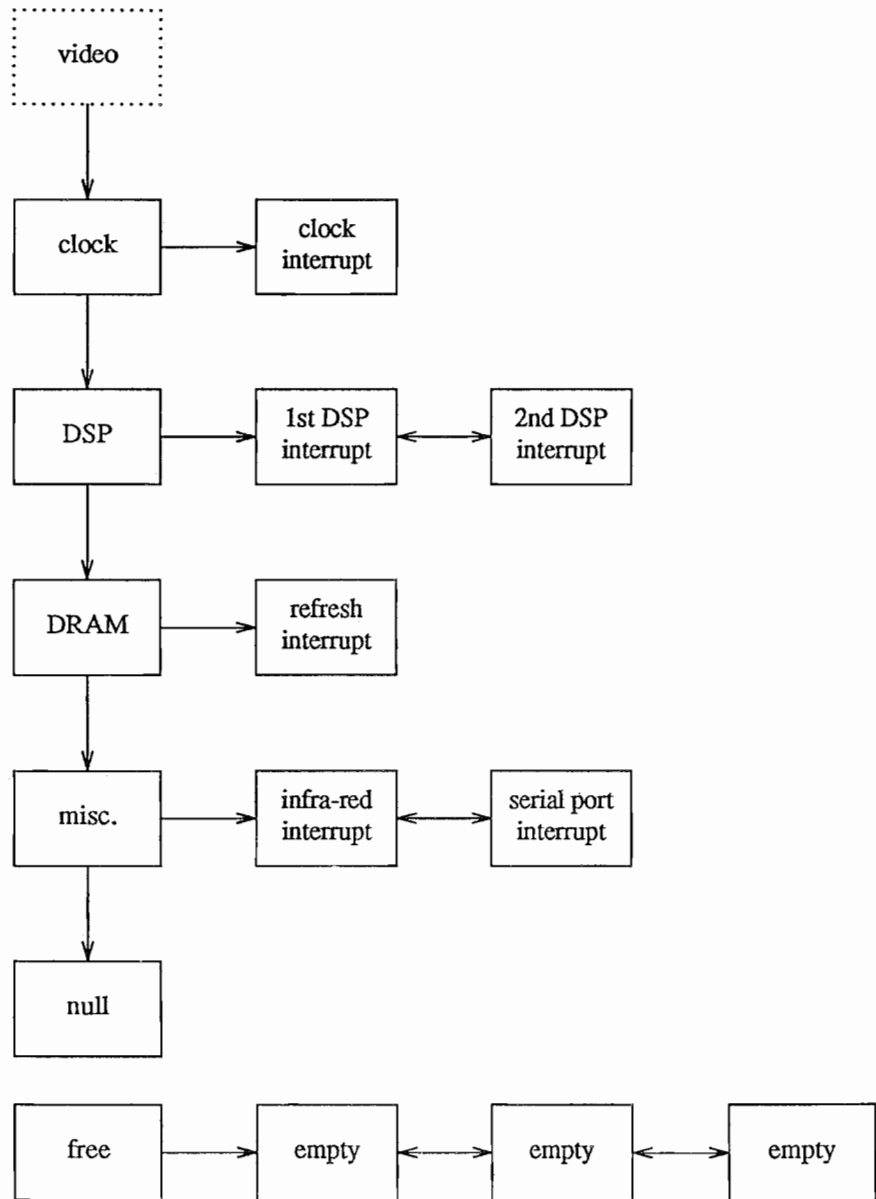 video
clock
clock
interrupt
DSP
1st DSP
interrupt
2nd DSP
interrupt
DRAM
refresh
interrupt
misc.
infra-red
interrupt
serial port
interrupt
null
free
empty
empty
empty